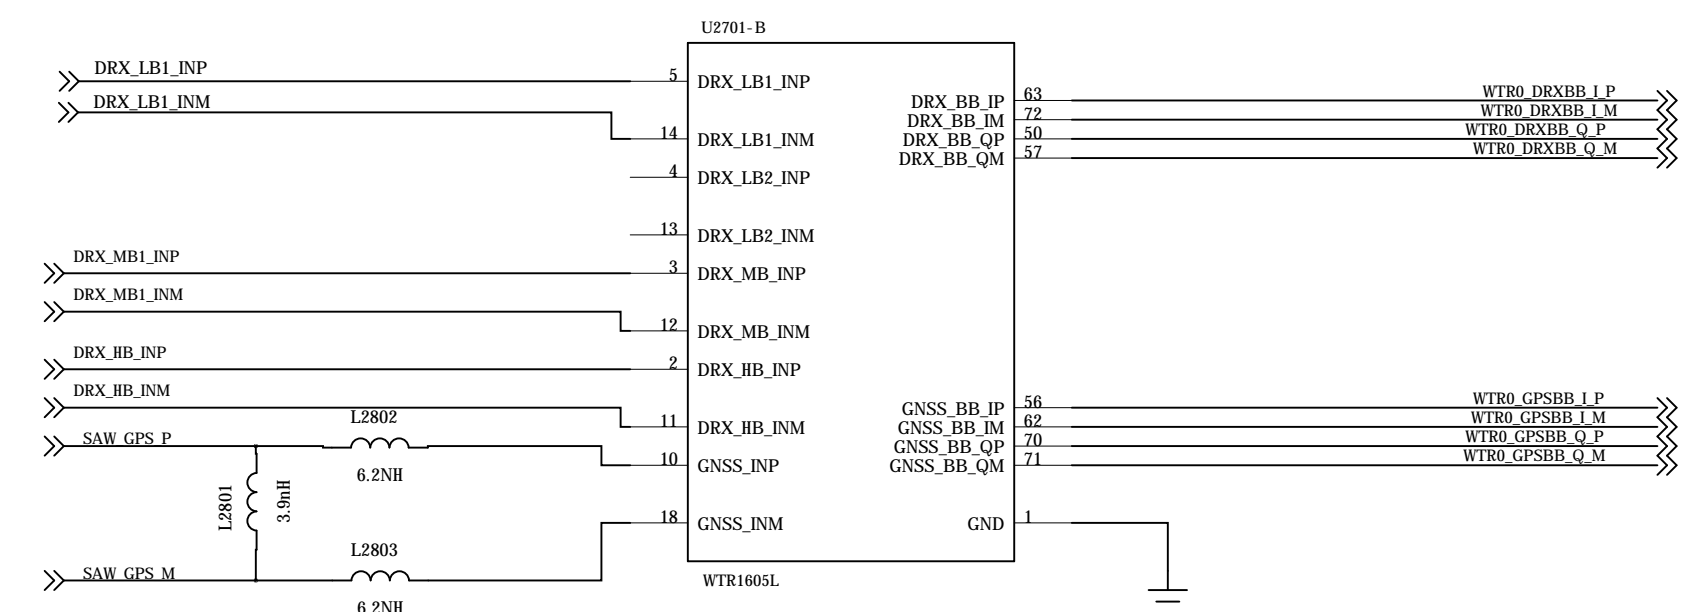 U2701-B
DRX_LB1_INP
5
DRX_LB1_INP
DRX_LB1_INM
14
DRX_LB1_INM
4
DRX_LB2_INP
13
DRX_LB2_INM
DRX_MB1_INP
3
DRX_MB_INP
DRX_MB1_INM
12
DRX_MB_INM
DRX_HB_INP
2
DRX_HB_INP
DRX_HB_INM
11
DRX_HB_INM
L2802
SAW_GPS_P
6.2NH
10
GNSS_INP
L2801
3.9nH
18
GNSS_INM
L2803
SAW_GPS_M
6.2NH
DRX_BB_IP
63
WTR0_DRXBB_I_P
DRX_BB_IM
72
WTR0_DRXBB_I_M
DRX_BB_QP
50
WTR0_DRXBB_Q_P
DRX_BB_QM
57
WTR0_DRXBB_Q_M
GNSS_BB_IP
56
WTR0_GPSBB_I_P
GNSS_BB_IM
62
WTR0_GPSBB_I_M
GNSS_BB_QP
70
WTR0_GPSBB_Q_P
GNSS_BB_QM
71
WTR0_GPSBB_Q_M
GND
1
WTR1605L